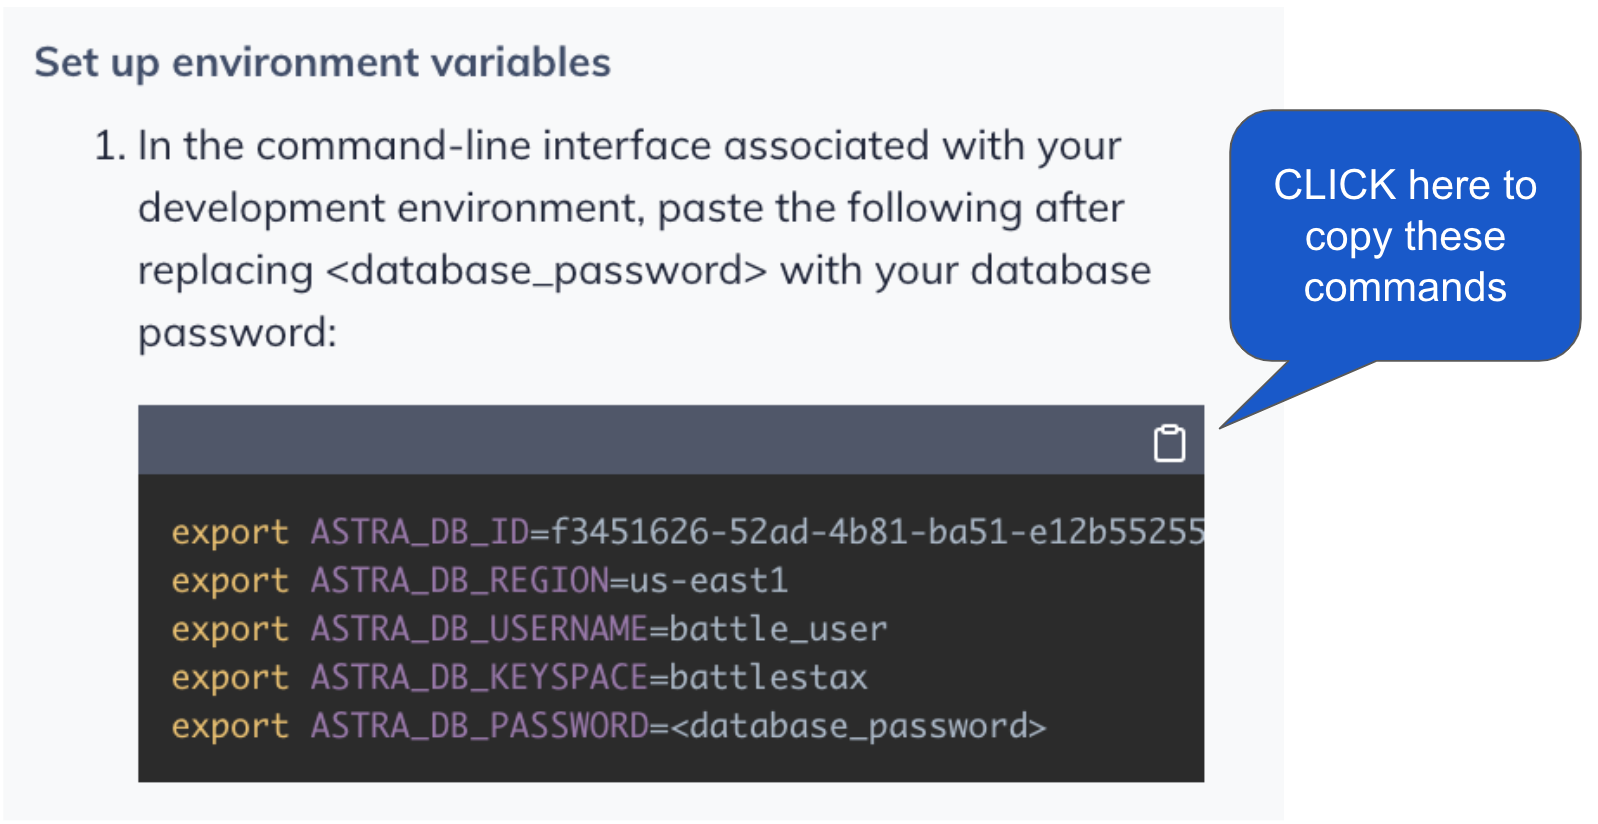 Set up environment variables
1. In the command-line interface associated with your
development environment, paste the following after
replacing <database_password> with your database
password:
CLICK here to
copy these
commands
export ASTRA_DB_ID=f3451626-52ad-4b81-ba51-e12b55255
export ASTRA_DB_REGION=us-east1
export ASTRA_DB_USERNAME=battle_user
export ASTRA_DB_KEYSPACE=battlestax
export ASTRA_DB_PASSWORD=<database_password>